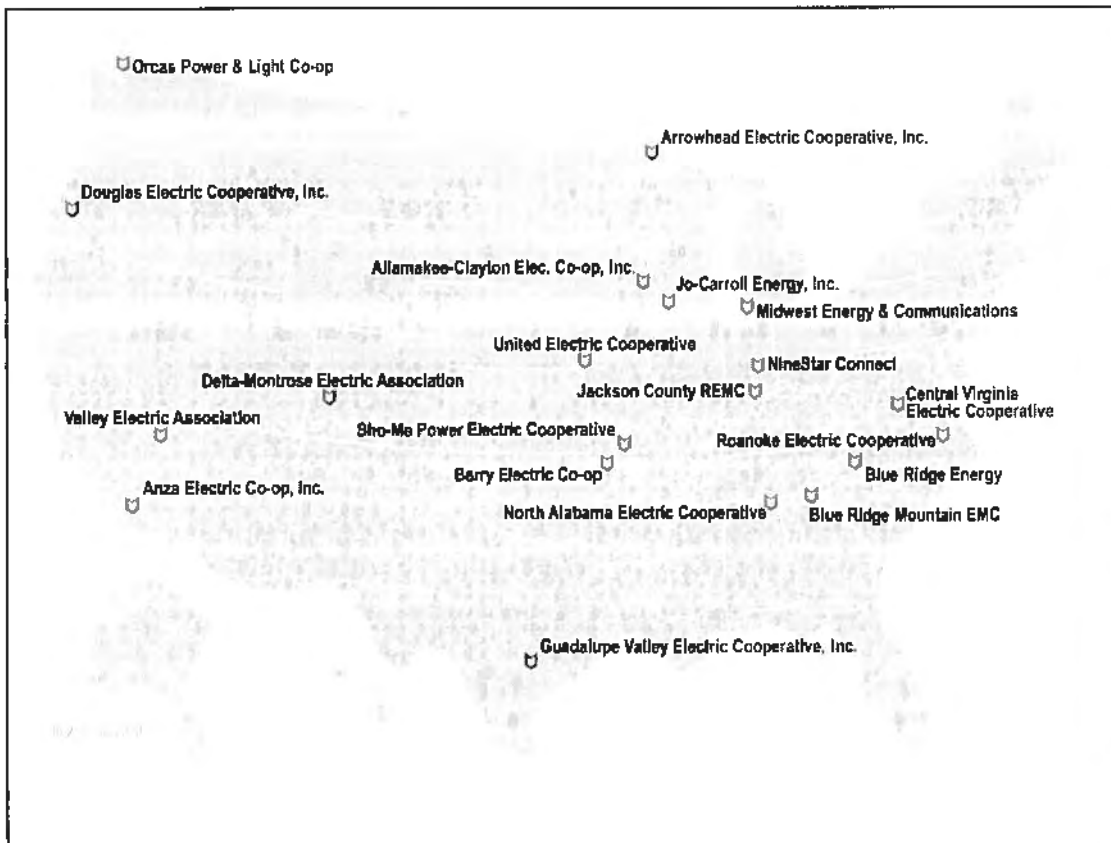 Orcas Power & Light Co-op
Arrowhead Electric Cooperative, Inc.
Douglas Electric Cooperative, Inc.
Allamakee-Clayton Elec. Co-op, Inc.
Jo-Carroll Energy, Inc.
Midwest Energy & Communications
United Electric Cooperative
NineStar Connect
Delta-Montrose Electric Association
Jackson County REMC
Central Virginia
Electric Cooperative
Valley Electric Association
Sho-Me Power Electric Cooperative
Roanoke Electric Cooperative
Barry Electric Co-op
Blue Ridge Energy
Anza Electric Co-op, Inc.
North Alabama Electric Cooperative
Blue Ridge Mountain EMC
Guadalupe Valley Electric Cooperative, Inc.